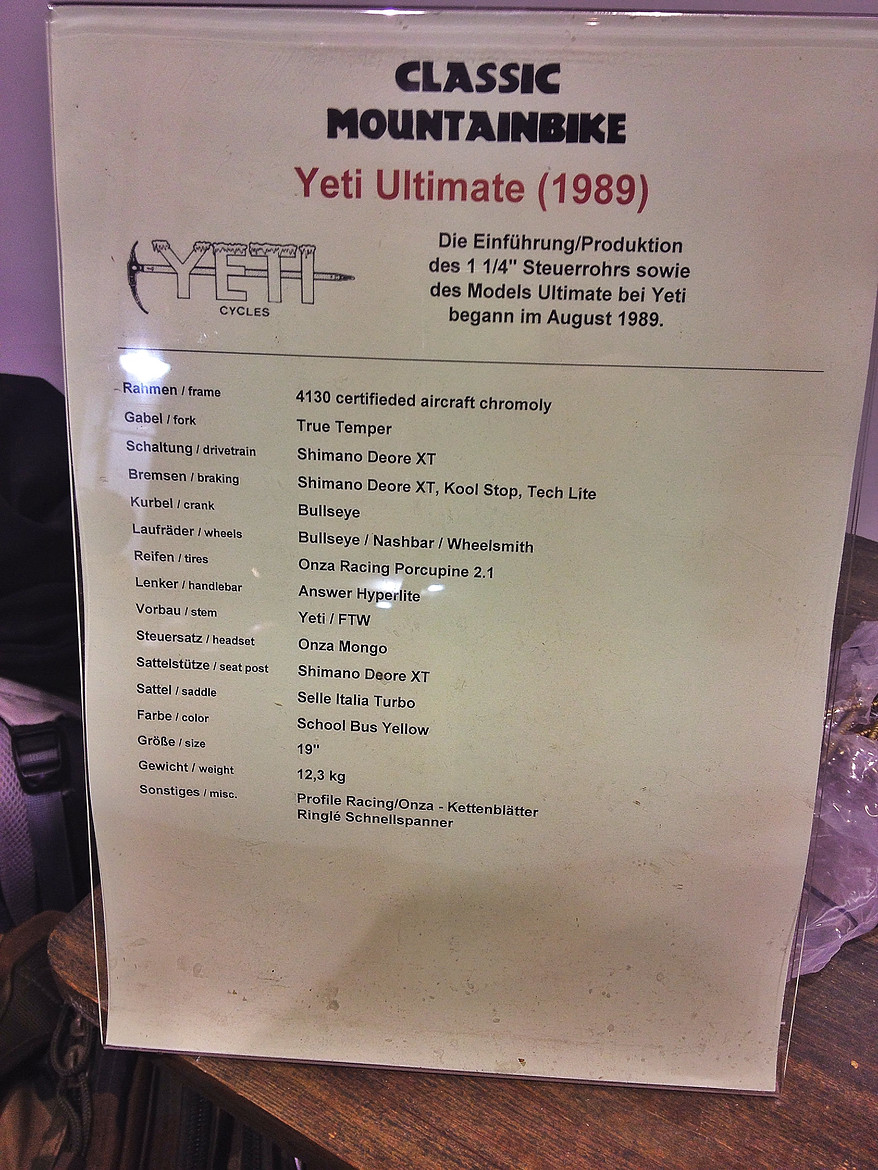 CLASSIC
MOUNTAINBIKE
Yeti Ultimate (1989)
YETI
CYCLES
Die Einführung/Produktion
des 1 1/4" Steuerrohrs sowie
des Models Ultimate bei Yeti
begann im August 1989.
Rahmen / frame 4130 certifieded aircraft chromoly
Gabel / fork True Temper
Schaltung / drivetrain Shimano Deore XT
Bremsen / braking Shimano Deore XT, Kool Stop, Tech Lite
Kurbel / crank Bullseye
Laufräder / wheels Bullseye / Nashbar / Wheelsmith
Reifen / tires Onza Racing Porcupine 2.1
Lenker / handlebar Answer Hyperlite
Vorbau / stem Yeti / FTW
Steuersatz / headset Onza Mongo
Sattelstütze / seat post Shimano Deore XT
Sattel / saddle Selle Italia Turbo
Farbe / color School Bus Yellow
Größe / size 19"
Gewicht / weight 12,3 kg
Sonstiges / misc. Profile Racing/Onza - Kettenblätter
Ringlé Schnellspanner